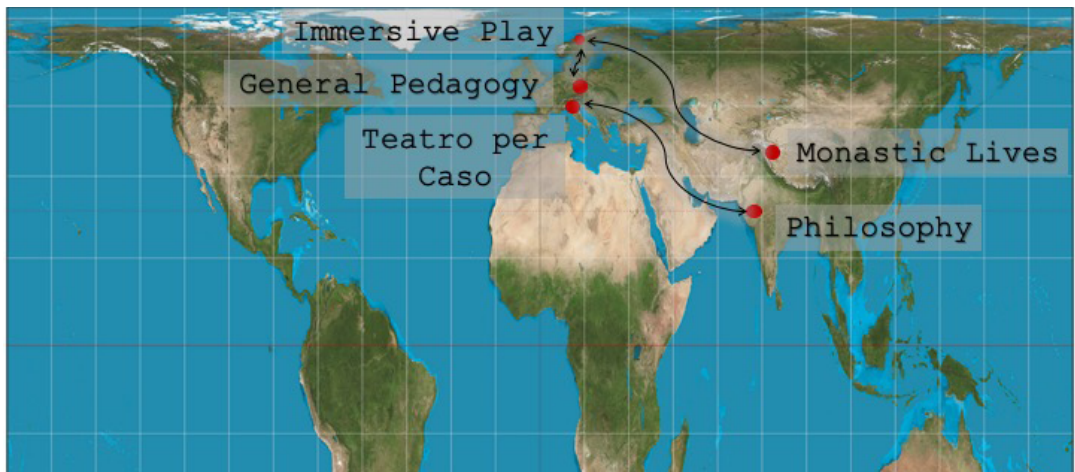 Immersive Play
General Pedagogy
Teatro per
Caso
Monastic Lives
Philosophy